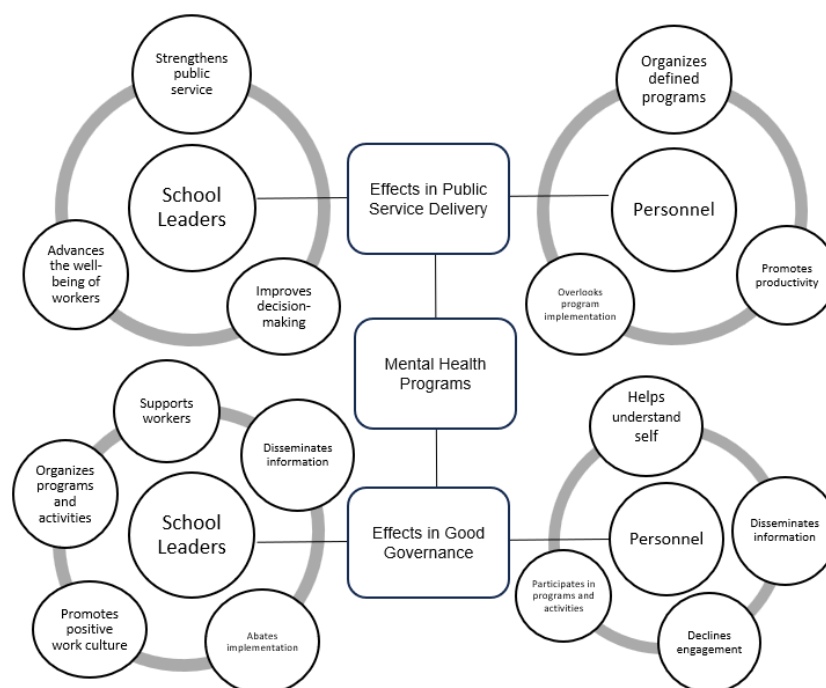 Strengthens
public
service
School
Leaders
Advances
the well-
being of
workers
Improves
decision-
making
Effects in Public
Service Delivery
Organizes
defined
programs
Personnel
Overlooks
program
implementation
Promotes
productivity
Mental Health
Programs
Supports
workers
Disseminates
information
Organizes
programs
and
activities
School
Leaders
Promotes
positive
work culture
Abates
implementation
Effects in Good
Governance
Helps
understand
self
Personnel
Disseminates
information
Participates in
programs and
activities
Declines
engagement